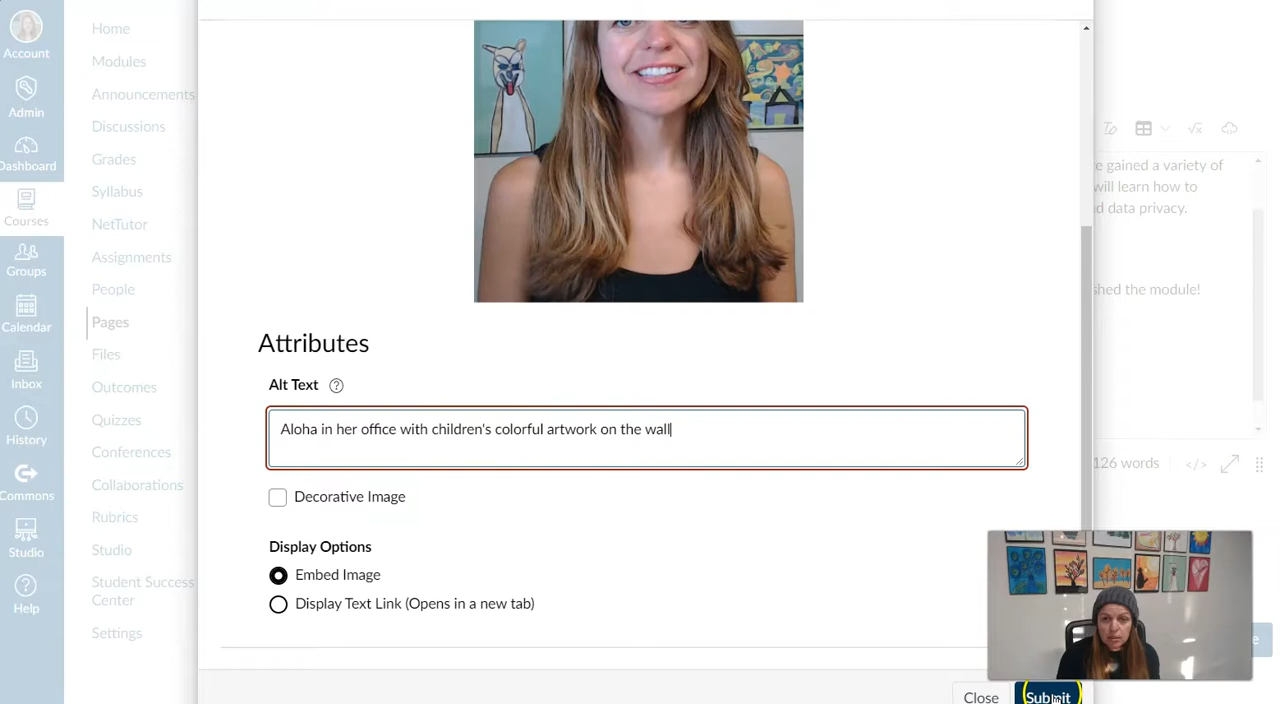 Account
Admin
Dashboard
Courses
Groups
Calendar
Inbox
History
Commons
Studio
Help
Home
Modules
Announcements
Discussions
Grades
Syllabus
NetTutor
Assignments
People
Pages
Files
Outcomes
Quizzes
Conferences
Collaborations
Rubrics
Studio
Student Success
Center
Settings
Attributes
Alt Text ?
Aloha in her office with children's colorful artwork on the wall
Decorative Image
Display Options
Embed Image
Display Text Link (Opens in a new tab)
Close
Submit
e gained a variety of
will learn how to
d data privacy.
shed the module!
126 words
</>
e